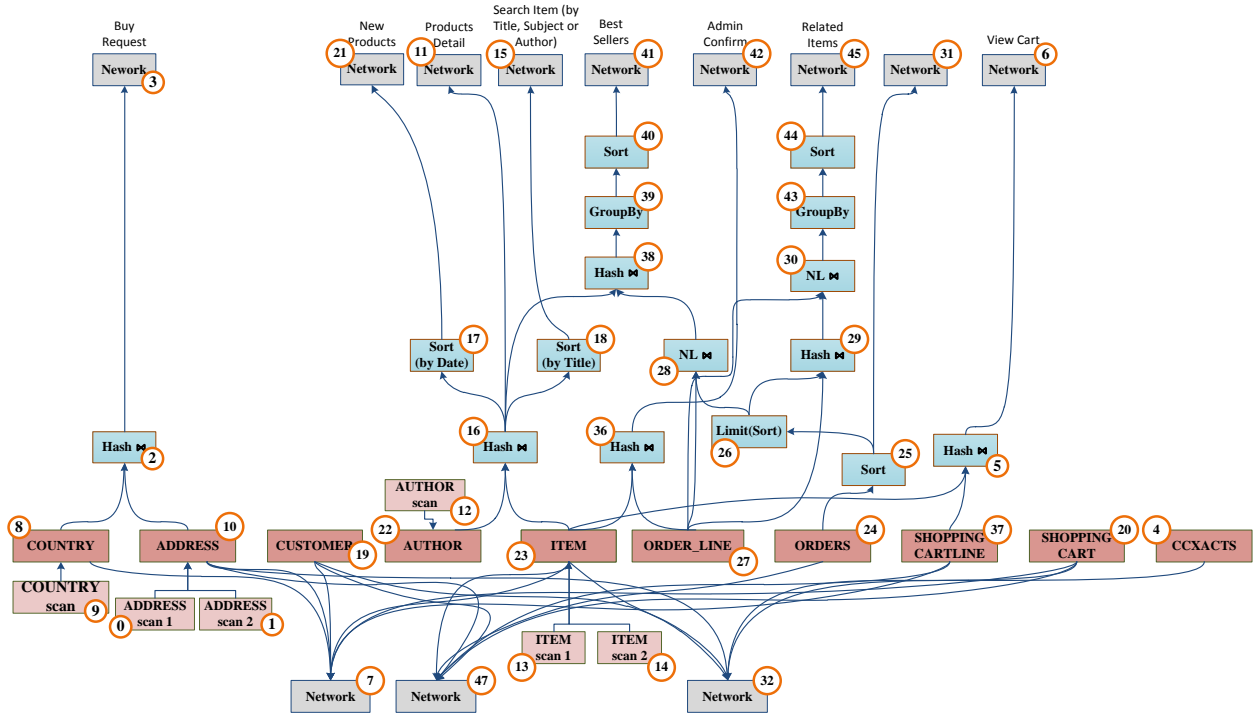 Buy
Request
New
Products
Products
Detail
Search Item (by
Title, Subject or
Author)
Best
Sellers
Admin
Confirm
Related
Items
View Cart
Nework
3
21
Network
11
Network
15
Network
41
Network
42
Network
45
Network
31
Network
6
Network
40
Sort
44
Sort
39
GroupBy
43
GroupBy
38
Hash ⋈
30
NL ⋈
17
Sort
(by Date)
18
Sort
(by Title)
NL ⋈
28
29
Hash ⋈
Hash ⋈
2
16
Hash ⋈
36
Hash ⋈
Limit(Sort)
26
25
Sort
Hash ⋈
5
AUTHOR
scan
12
8
COUNTRY
10
ADDRESS
CUSTOMER
19
22
AUTHOR
ITEM
23
ORDER_LINE
27
24
ORDERS
37
SHOPPING
CARTLINE
20
SHOPPING
CART
4
CCXACTS
COUNTRY
scan
9
ADDRESS
scan 1
0
ADDRESS
scan 2
1
ITEM
scan 1
13
ITEM
scan 2
14
Network
7
Network
47
Network
32